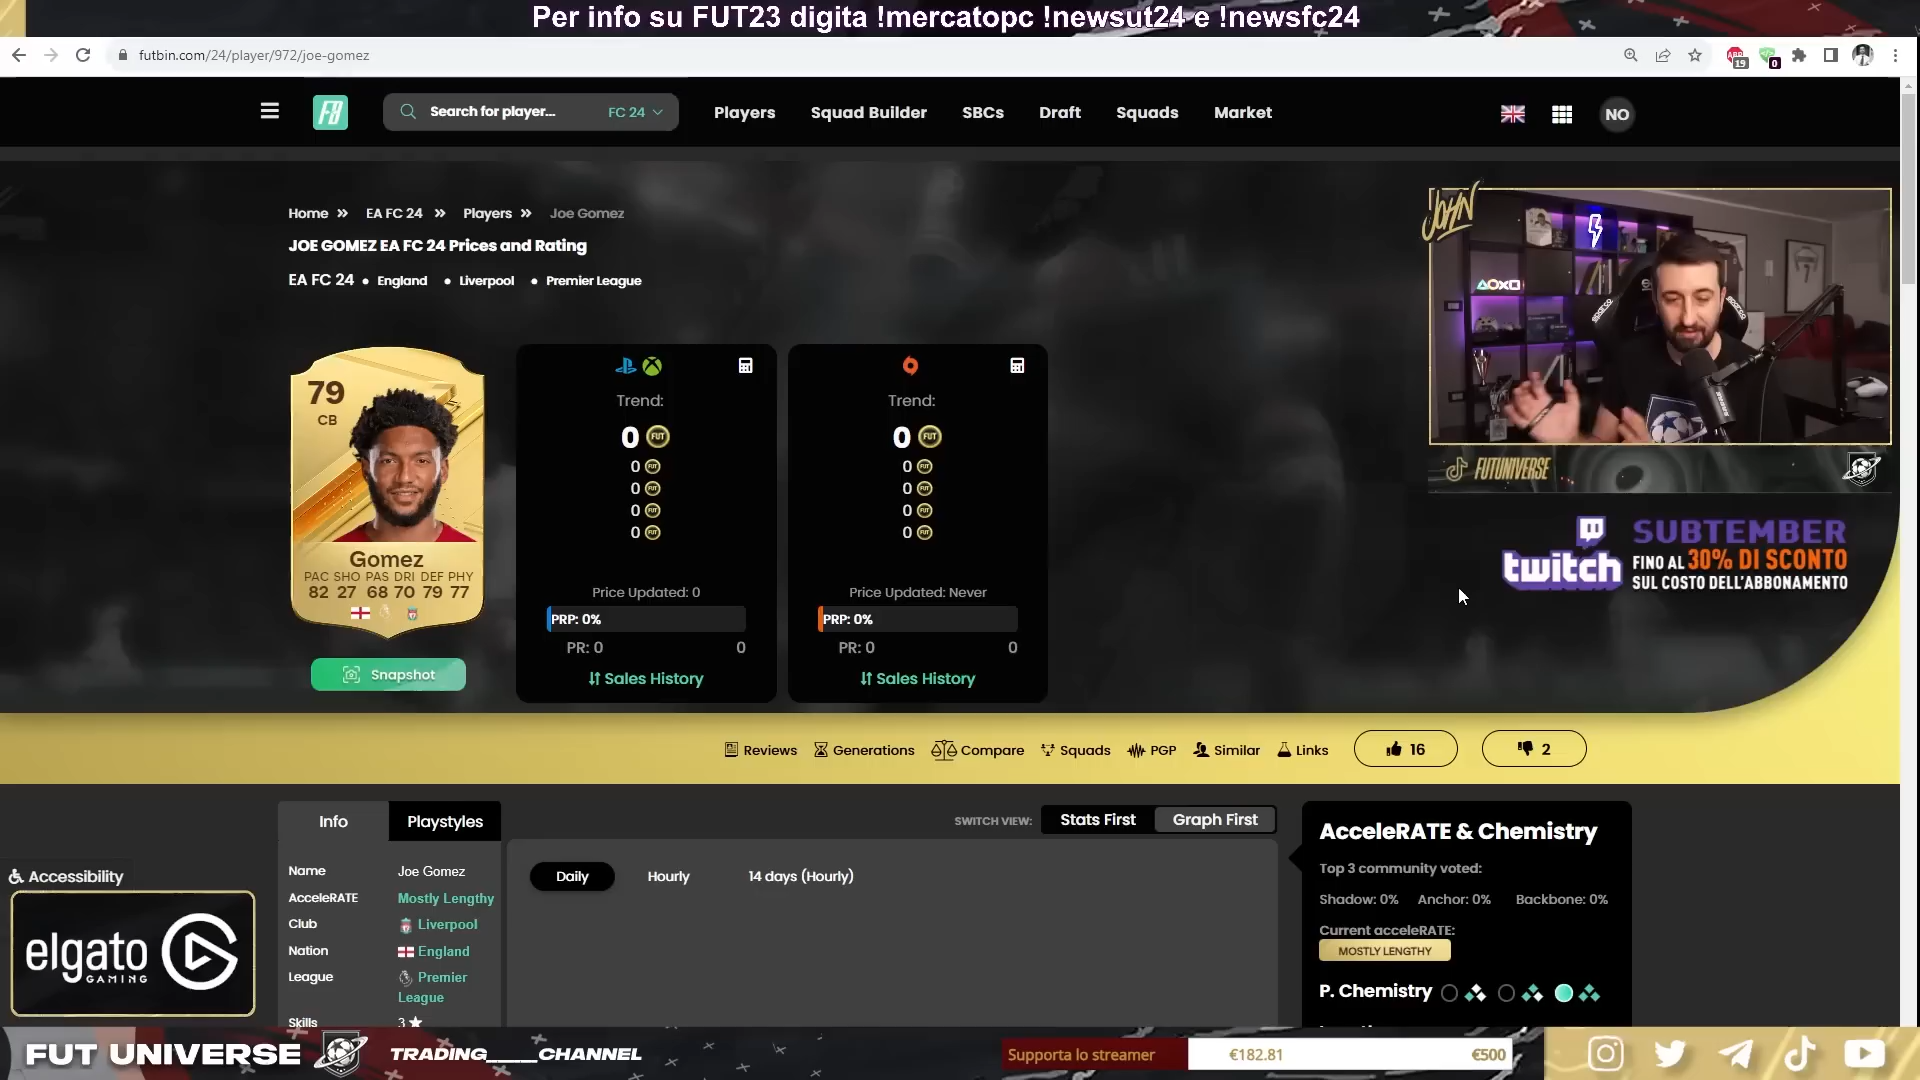 Per info su FUT23 digita !mercatopc !newsut24 e !newsfc24
futbin.com/24/player/972/joe-gomez
19
0
Search for player...
FC 24
Players
Squad Builder
SBCs
Draft
Squads
Market
NO
Home » EA FC 24 » Players » Joe Gomez
JOE GOMEZ EA FC 24 Prices and Rating
EA FC 24 • England • Liverpool • Premier League
JOHN
79
CB
Gomez
PAC SHO PAS DRI DEF PHY
82 27 68 70 79 77
Snapshot
Trend:
0
0
0
0
0
Price Updated: 0
PRP: 0%
PR: 0
0
Sales History
Trend:
0
0
0
0
0
Price Updated: Never
PRP: 0%
PR: 0
0
Sales History
FUTUNIVERSE
twitch
SUBTEMBER
FINO AL 30% DI SCONTO
SUL COSTO DELL'ABBONAMENTO
Reviews
Generations
Compare
Squads
PGP
Similar
Links
16
2
Info
Playstyles
Name Joe Gomez
AcceleRATE Mostly Lengthy
Club Liverpool
Nation England
League Premier
League
Skills 3
SWITCH VIEW:
Stats First
Graph First
Daily
Hourly
14 days (Hourly)
AcceleRATE & Chemistry
Top 3 community voted:
Shadow: 0% Anchor: 0% Backbone: 0%
Current acceleRATE:
MOSTLY LENGTHY
P. Chemistry
Accessibility
elgato
GAMING
FUT UNIVERSE
TRADING____CHANNEL
Supporta lo streamer
€182.81
€500